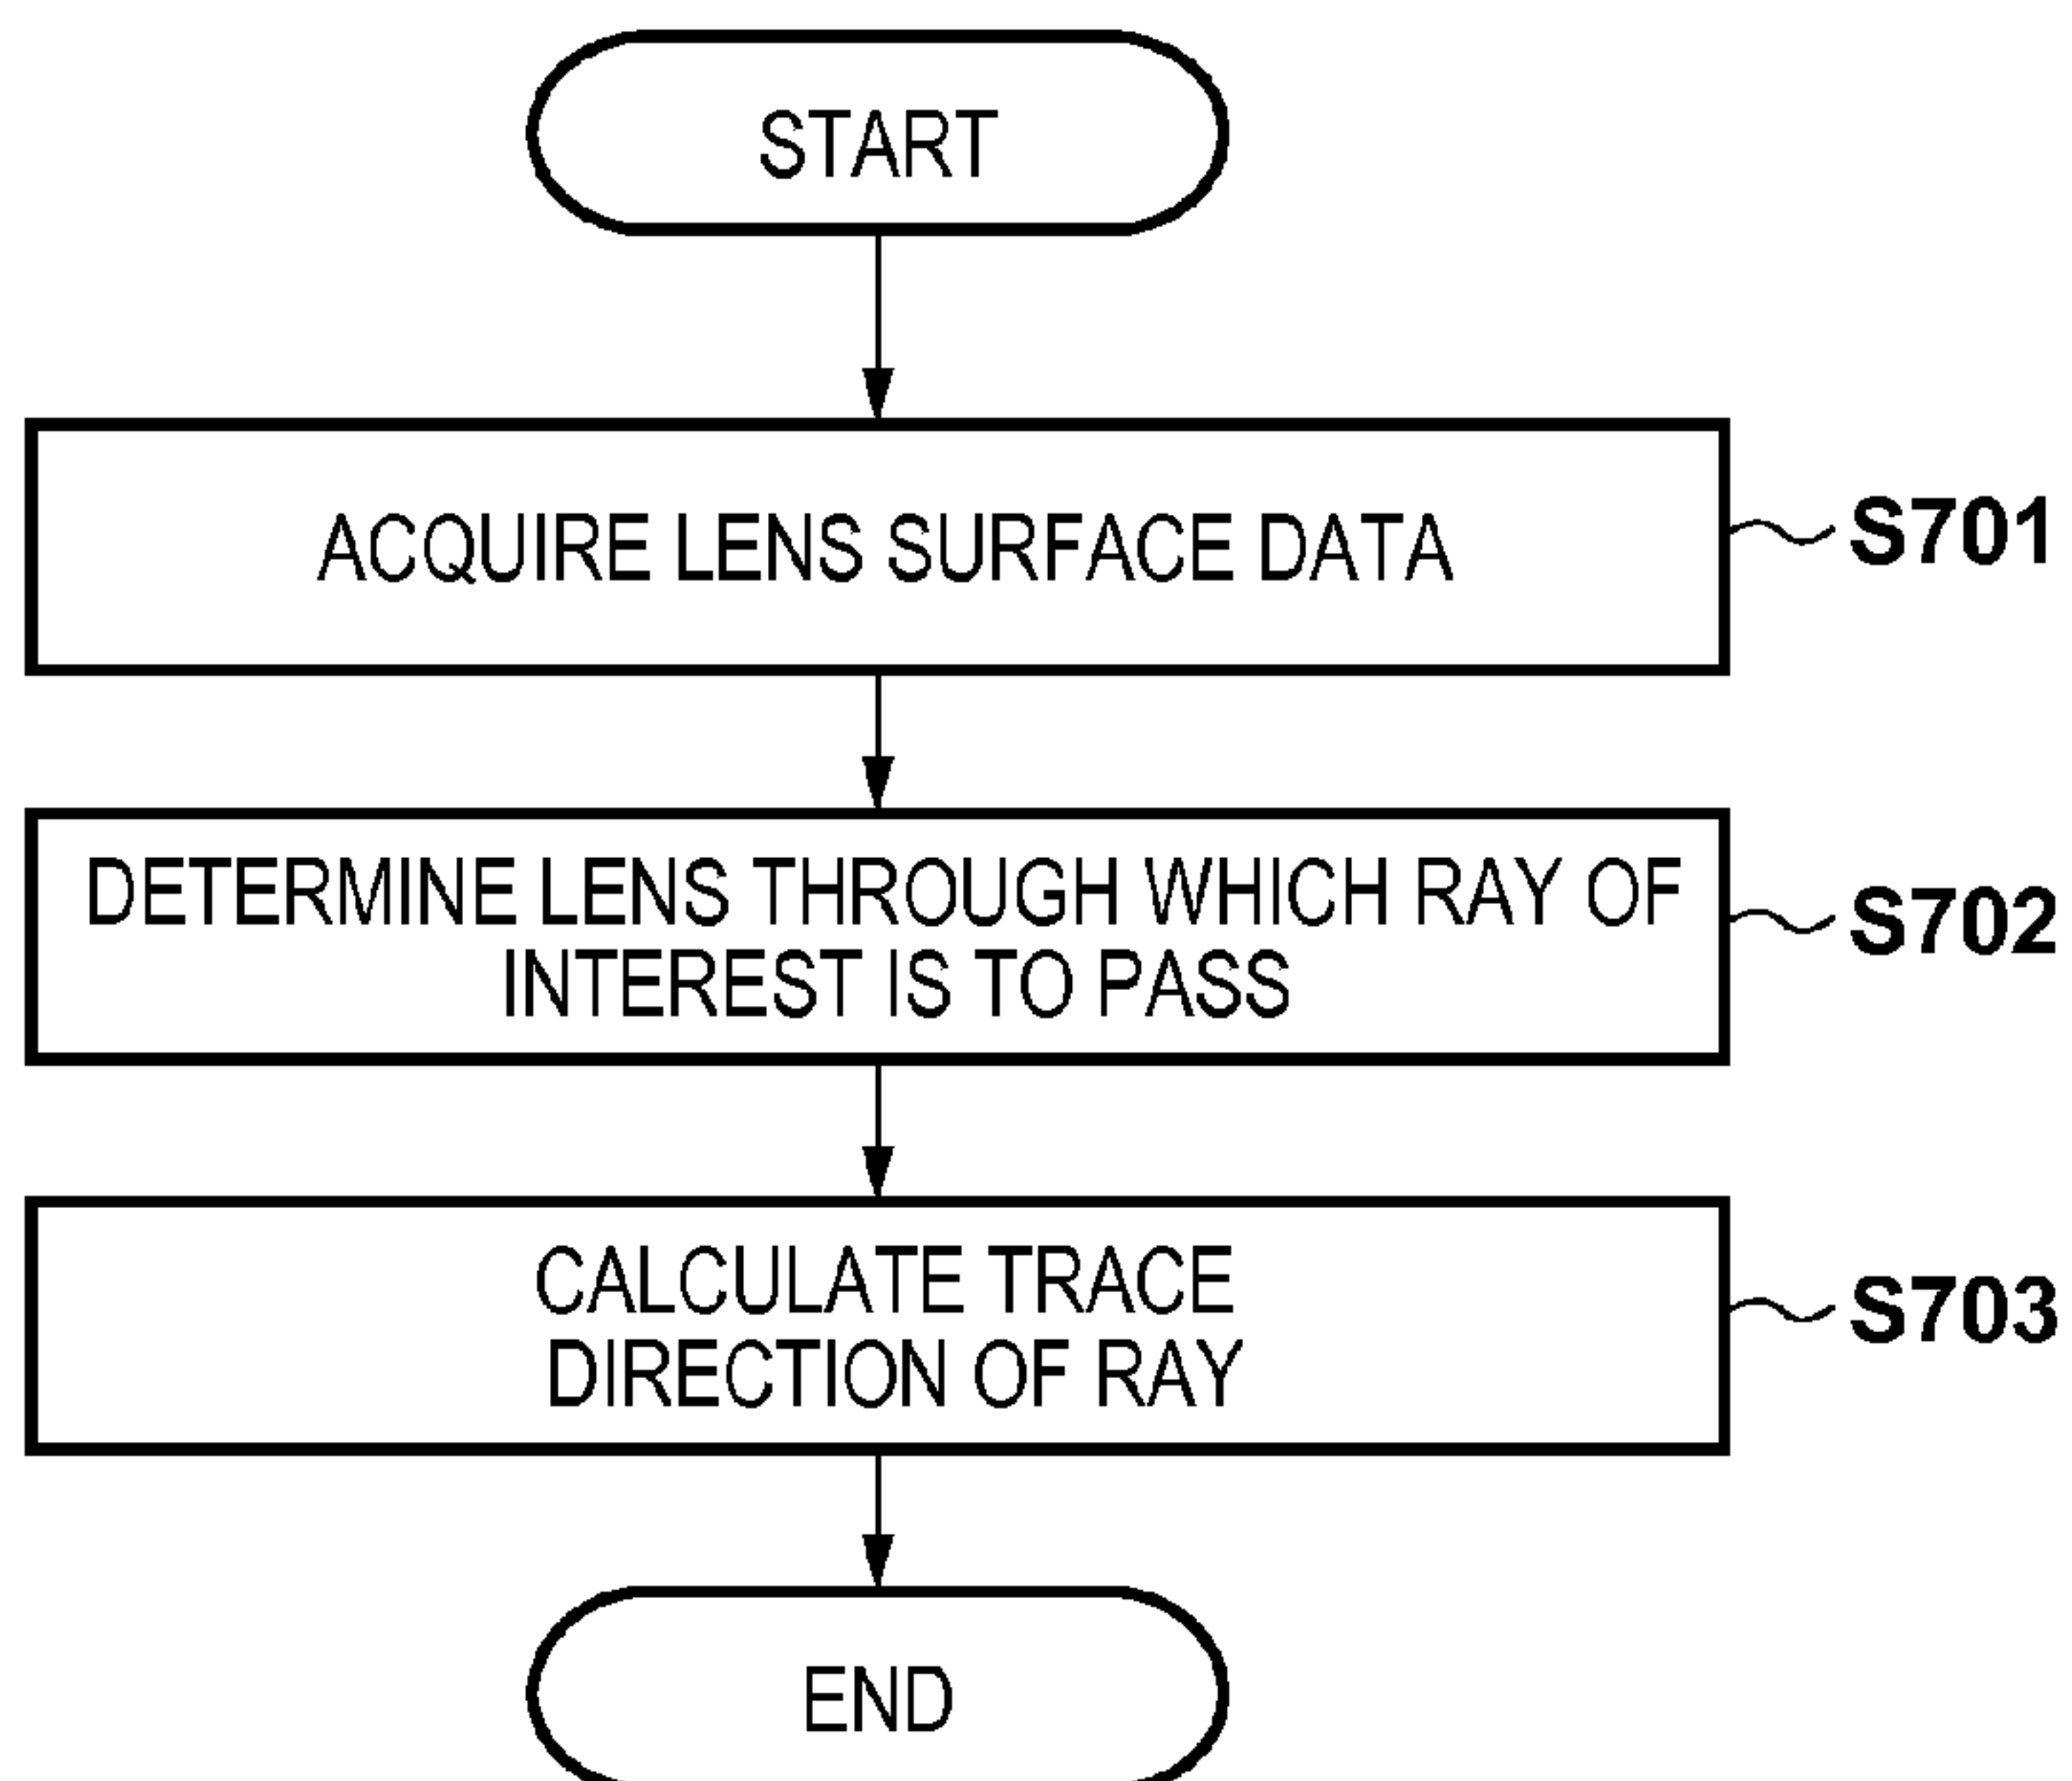 START
ACQUIRE LENS SURFACE DATA
S701
DETERMINE LENS THROUGH WHICH RAY OF
INTEREST IS TO PASS
S702
CALCULATE TRACE
DIRECTION OF RAY
S703
END